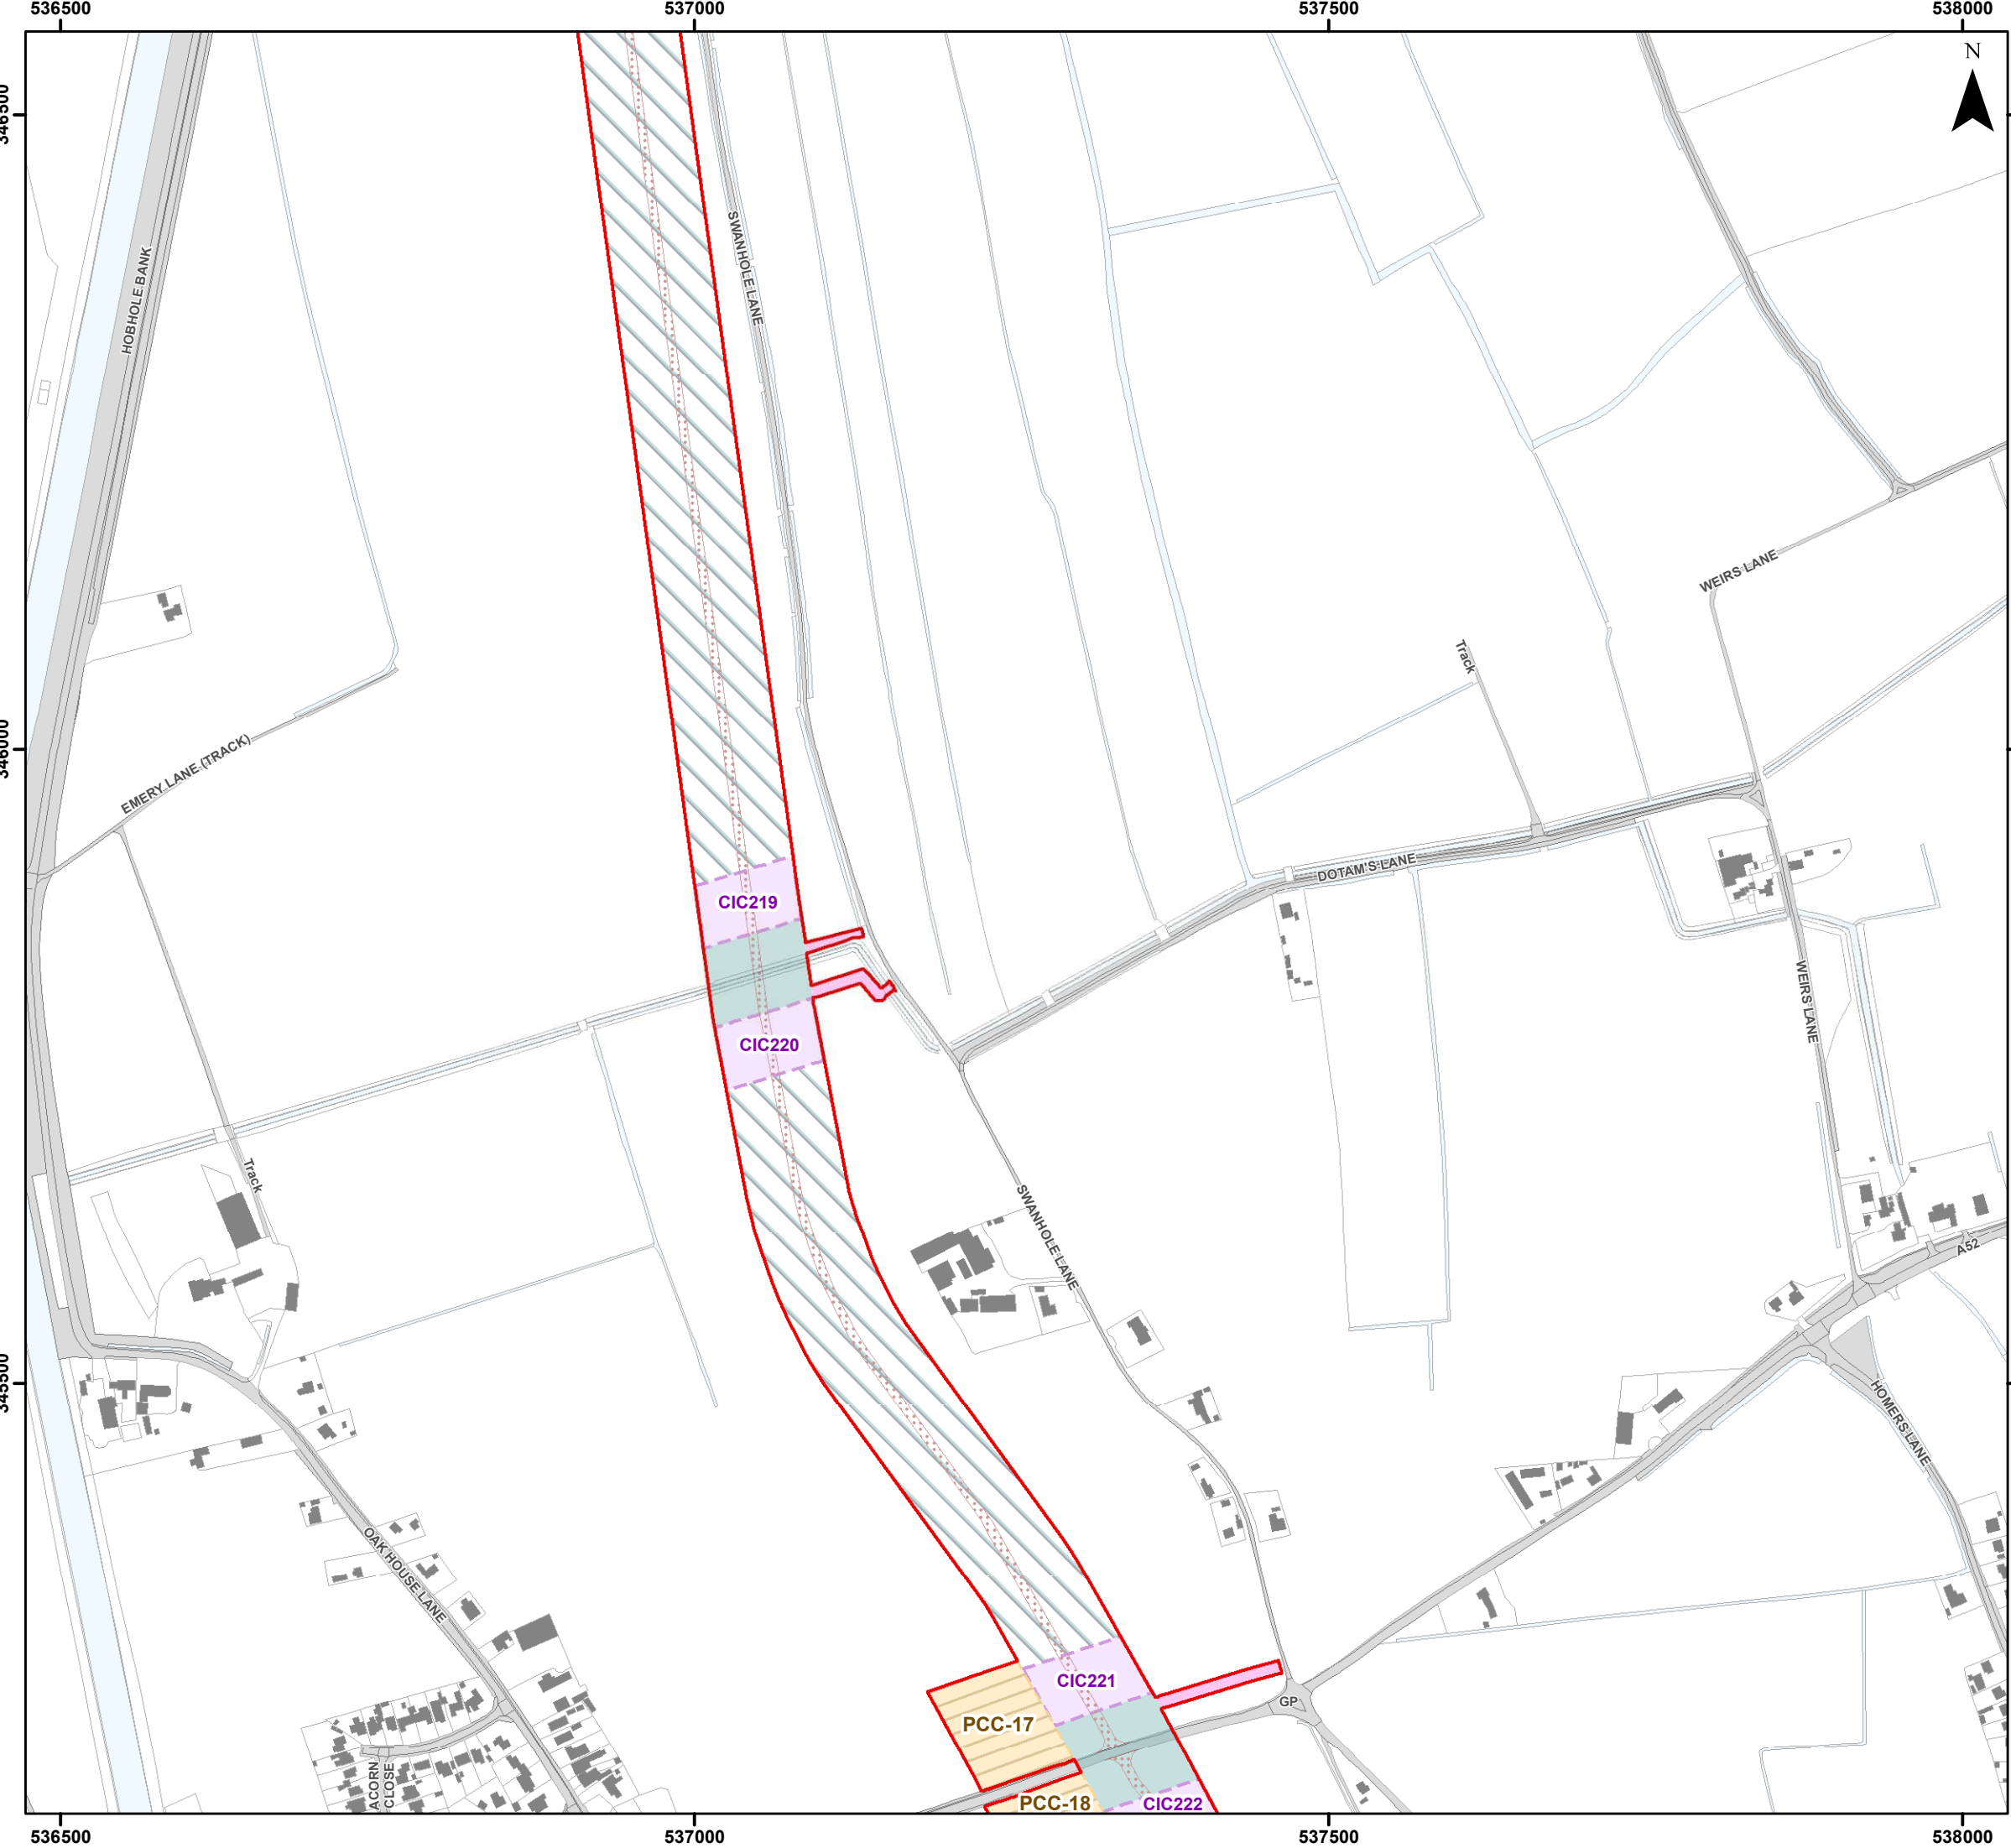 536500 537000 537500 538000
N
346500
HOBHOLE BANK
SWANHOLE LANE
WEIRS LANE
Track
346000
EMERY LANE (TRACK)
DOTAM'S LANE
CIC219
WEIRS LANE
CIC220
Track
SWANHOLE LANE
A52
345500
HOMERS LANE
OAK HOUSE LANE
CIC221
GP
PCC-17
ACORN
CLOSE
PCC-18
CIC222
536500 537000 537500 538000